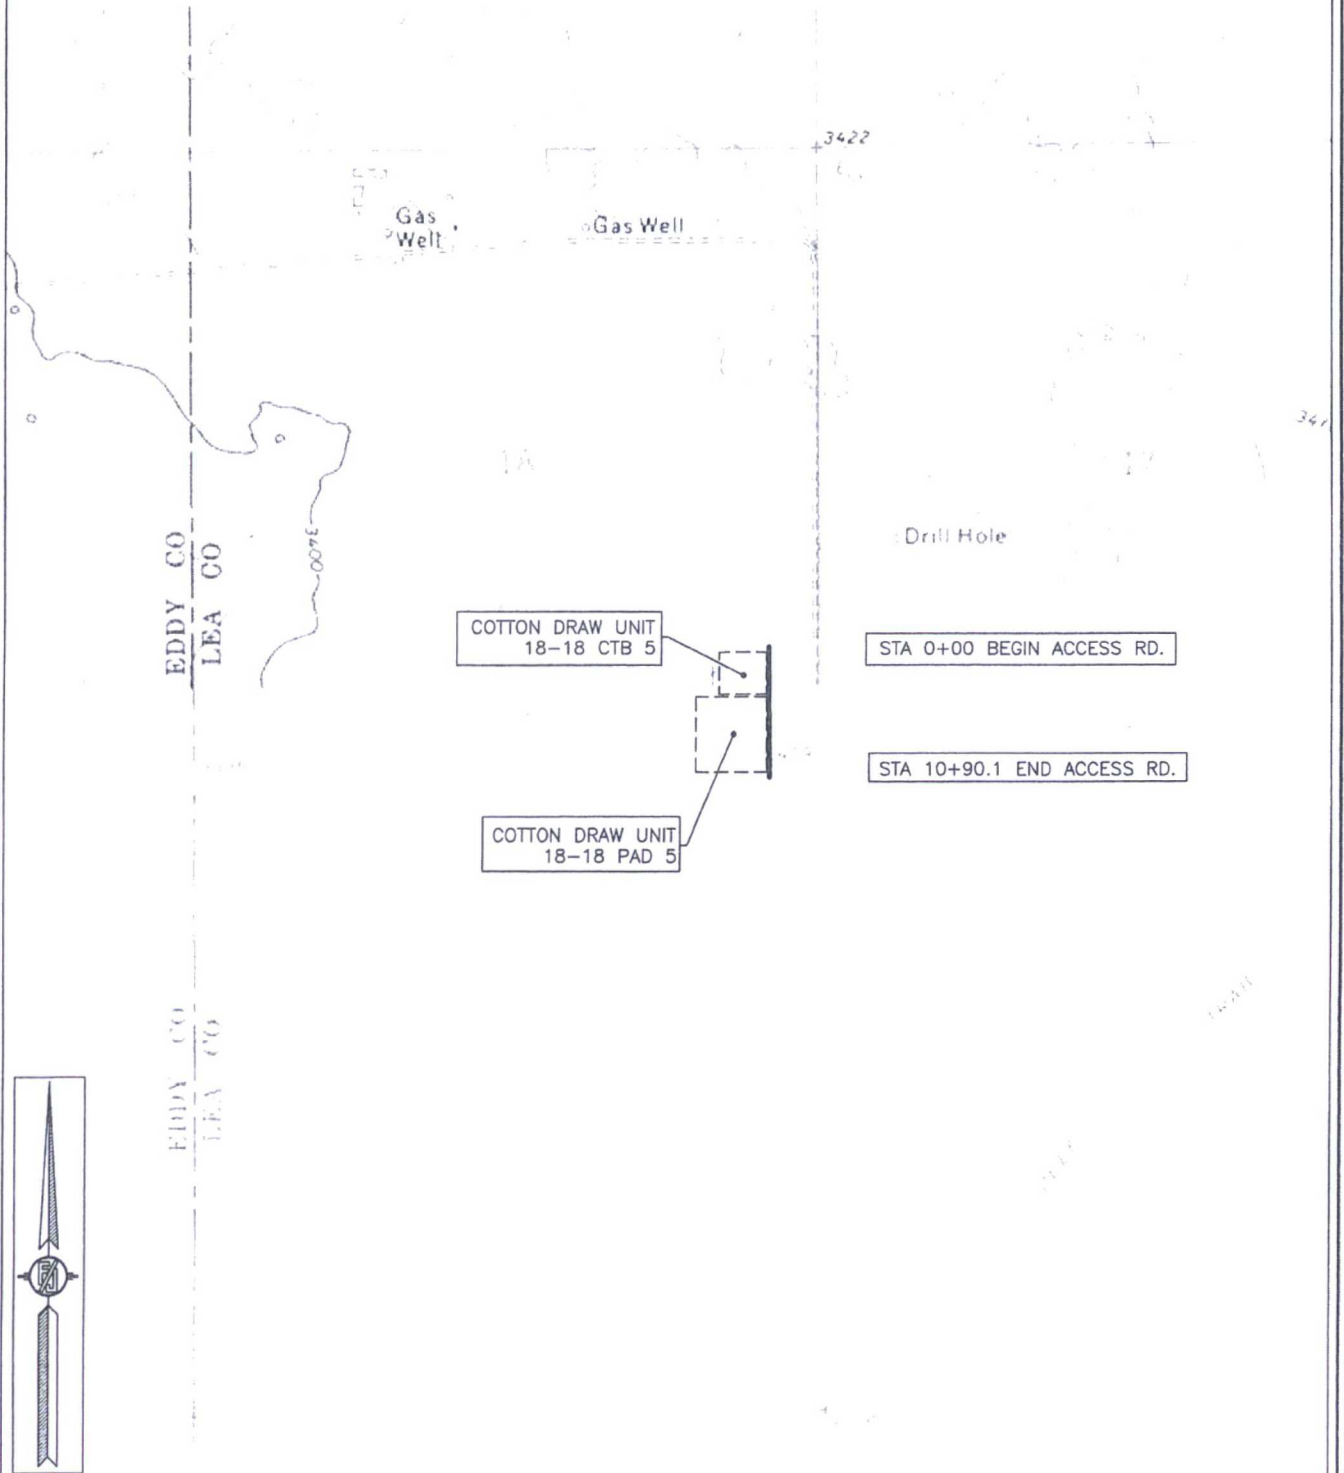 3422
Gas
Well
Gas Well
18
17
3400
Drill Hole
EDDY CO
LEA CO
COTTON DRAW UNIT
18-18 CTB 5
STA 0+00 BEGIN ACCESS RD.
STA 10+90.1 END ACCESS RD.
COTTON DRAW UNIT
18-18 PAD 5
EDDY CO
LEA CO